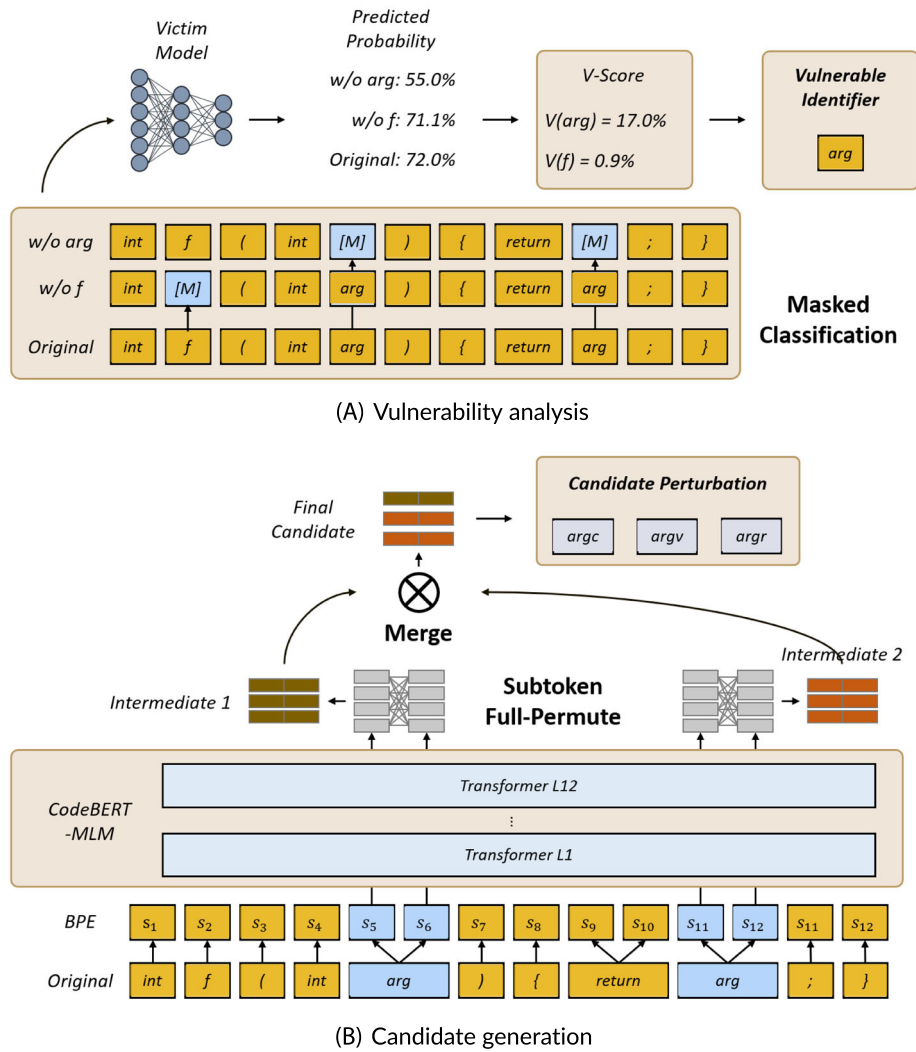 Victim
Model
Predicted
Probability
w/o arg: 55.0%
w/o f: 71.1%
Original: 72.0%
V-Score
V(arg) = 17.0%
V(f) = 0.9%
Vulnerable
Identifier
arg
w/o arg int f ( int [M] ) { return [M] ; }
w/o f int [M] ( int arg ) { return arg ; }
Original int f ( int arg ) { return arg ; }
Masked
Classification
(A) Vulnerability analysis
Final
Candidate
Candidate Perturbation
argc argv argr
Merge
Intermediate 1
Subtoken
Full-Permute
Intermediate 2
CodeBERT
-MLM
Transformer L12
⋮
Transformer L1
BPE s₁ s₂ s₃ s₄ s₅ s₆ s₇ s₈ s₉ s₁₀ s₁₁ s₁₂ s₁₁ s₁₂
Original int f ( int arg ) { return arg ; }
(B) Candidate generation